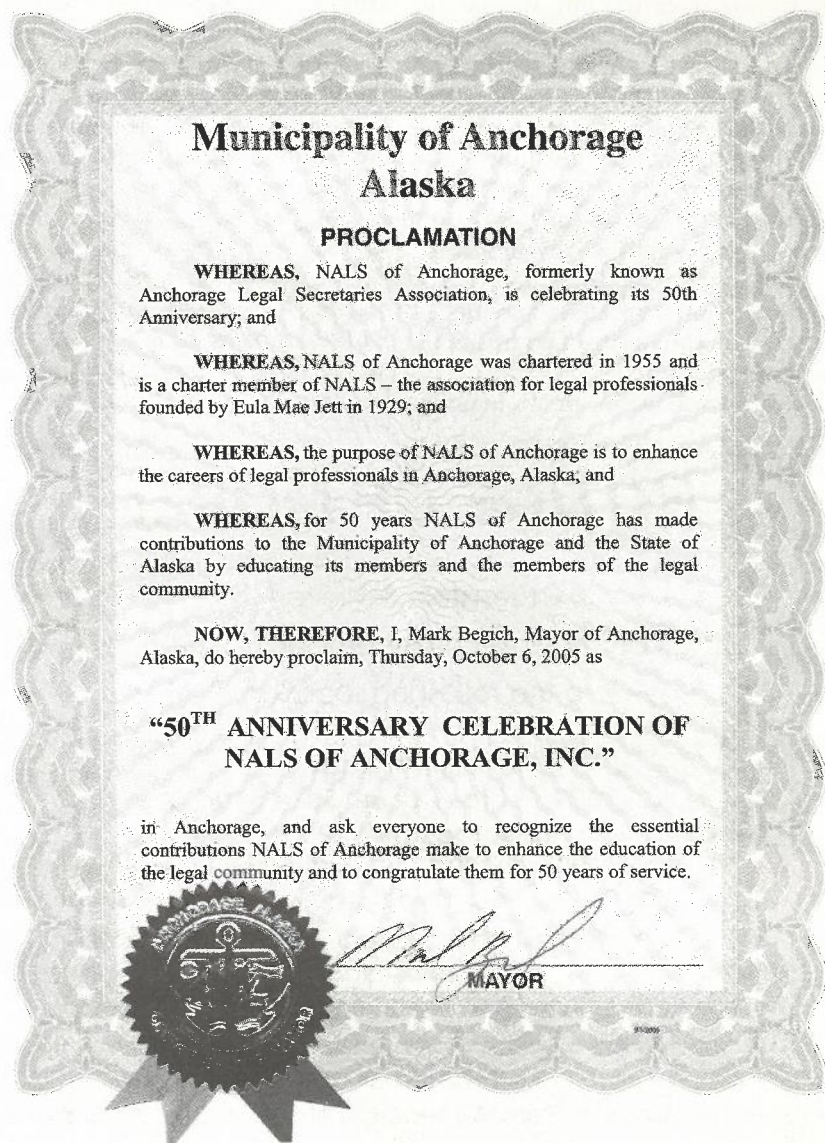 Municipality of Anchorage
Alaska
PROCLAMATION
WHEREAS, NALS of Anchorage, formerly known as
Anchorage Legal Secretaries Association, is celebrating its 50th
Anniversary; and
WHEREAS, NALS of Anchorage was chartered in 1955 and
is a charter member of NALS – the association for legal professionals
founded by Eula Mae Jett in 1929; and
WHEREAS, the purpose of NALS of Anchorage is to enhance
the careers of legal professionals in Anchorage, Alaska; and
WHEREAS, for 50 years NALS of Anchorage has made
contributions to the Municipality of Anchorage and the State of
Alaska by educating its members and the members of the legal
community.
NOW, THEREFORE, I, Mark Begich, Mayor of Anchorage,
Alaska, do hereby proclaim, Thursday, October 6, 2005 as
“50TH ANNIVERSARY CELEBRATION OF
NALS OF ANCHORAGE, INC.”
in Anchorage, and ask everyone to recognize the essential
contributions NALS of Anchorage make to enhance the education of
the legal community and to congratulate them for 50 years of service.
ANCHORAGE, ALASKA
MAYOR